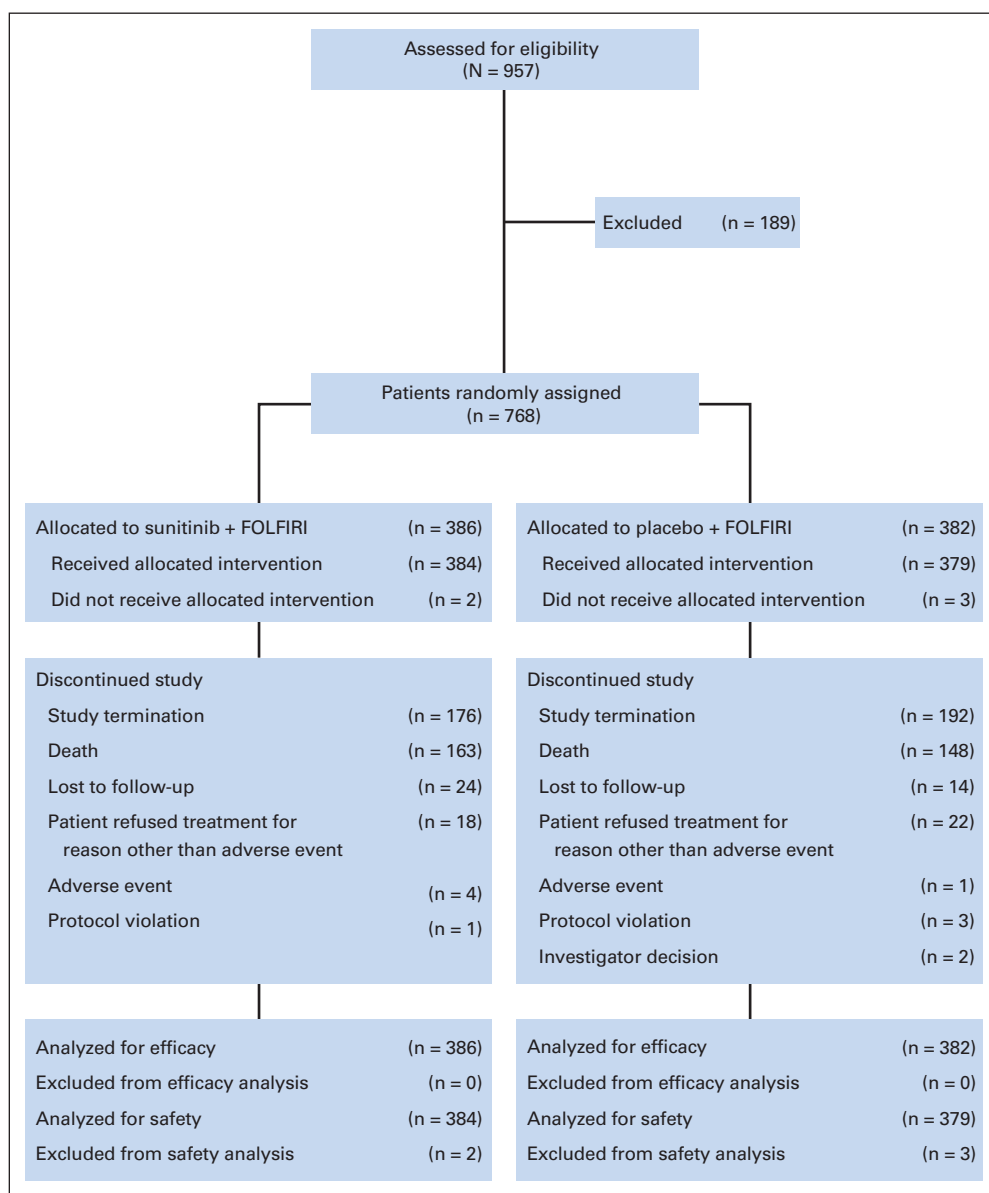 Assessed for eligibility
(N = 957)
Excluded (n = 189)
Patients randomly assigned
(n = 768)
Allocated to sunitinib + FOLFIRI (n = 386)
Received allocated intervention (n = 384)
Did not receive allocated intervention (n = 2)
Allocated to placebo + FOLFIRI (n = 382)
Received allocated intervention (n = 379)
Did not receive allocated intervention (n = 3)
Discontinued study
Study termination (n = 176)
Death (n = 163)
Lost to follow-up (n = 24)
Patient refused treatment for (n = 18)
reason other than adverse event
Adverse event (n = 4)
Protocol violation (n = 1)
Discontinued study
Study termination (n = 192)
Death (n = 148)
Lost to follow-up (n = 14)
Patient refused treatment for (n = 22)
reason other than adverse event
Adverse event (n = 1)
Protocol violation (n = 3)
Investigator decision (n = 2)
Analyzed for efficacy (n = 386)
Excluded from efficacy analysis (n = 0)
Analyzed for safety (n = 384)
Excluded from safety analysis (n = 2)
Analyzed for efficacy (n = 382)
Excluded from efficacy analysis (n = 0)
Analyzed for safety (n = 379)
Excluded from safety analysis (n = 3)